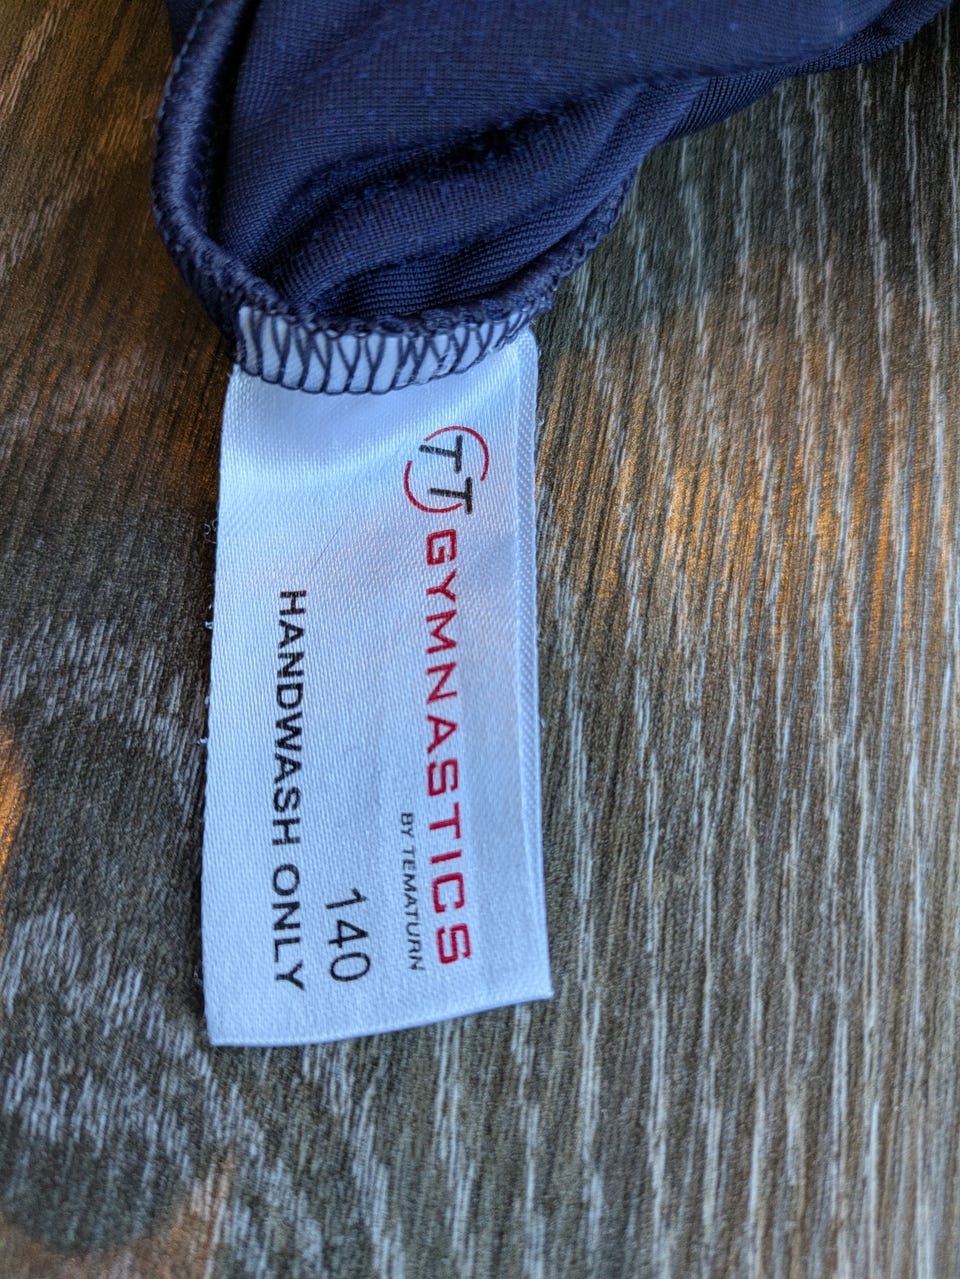 TT GYMNASTICS
BY TEMATURN
140
HANDWASH ONLY